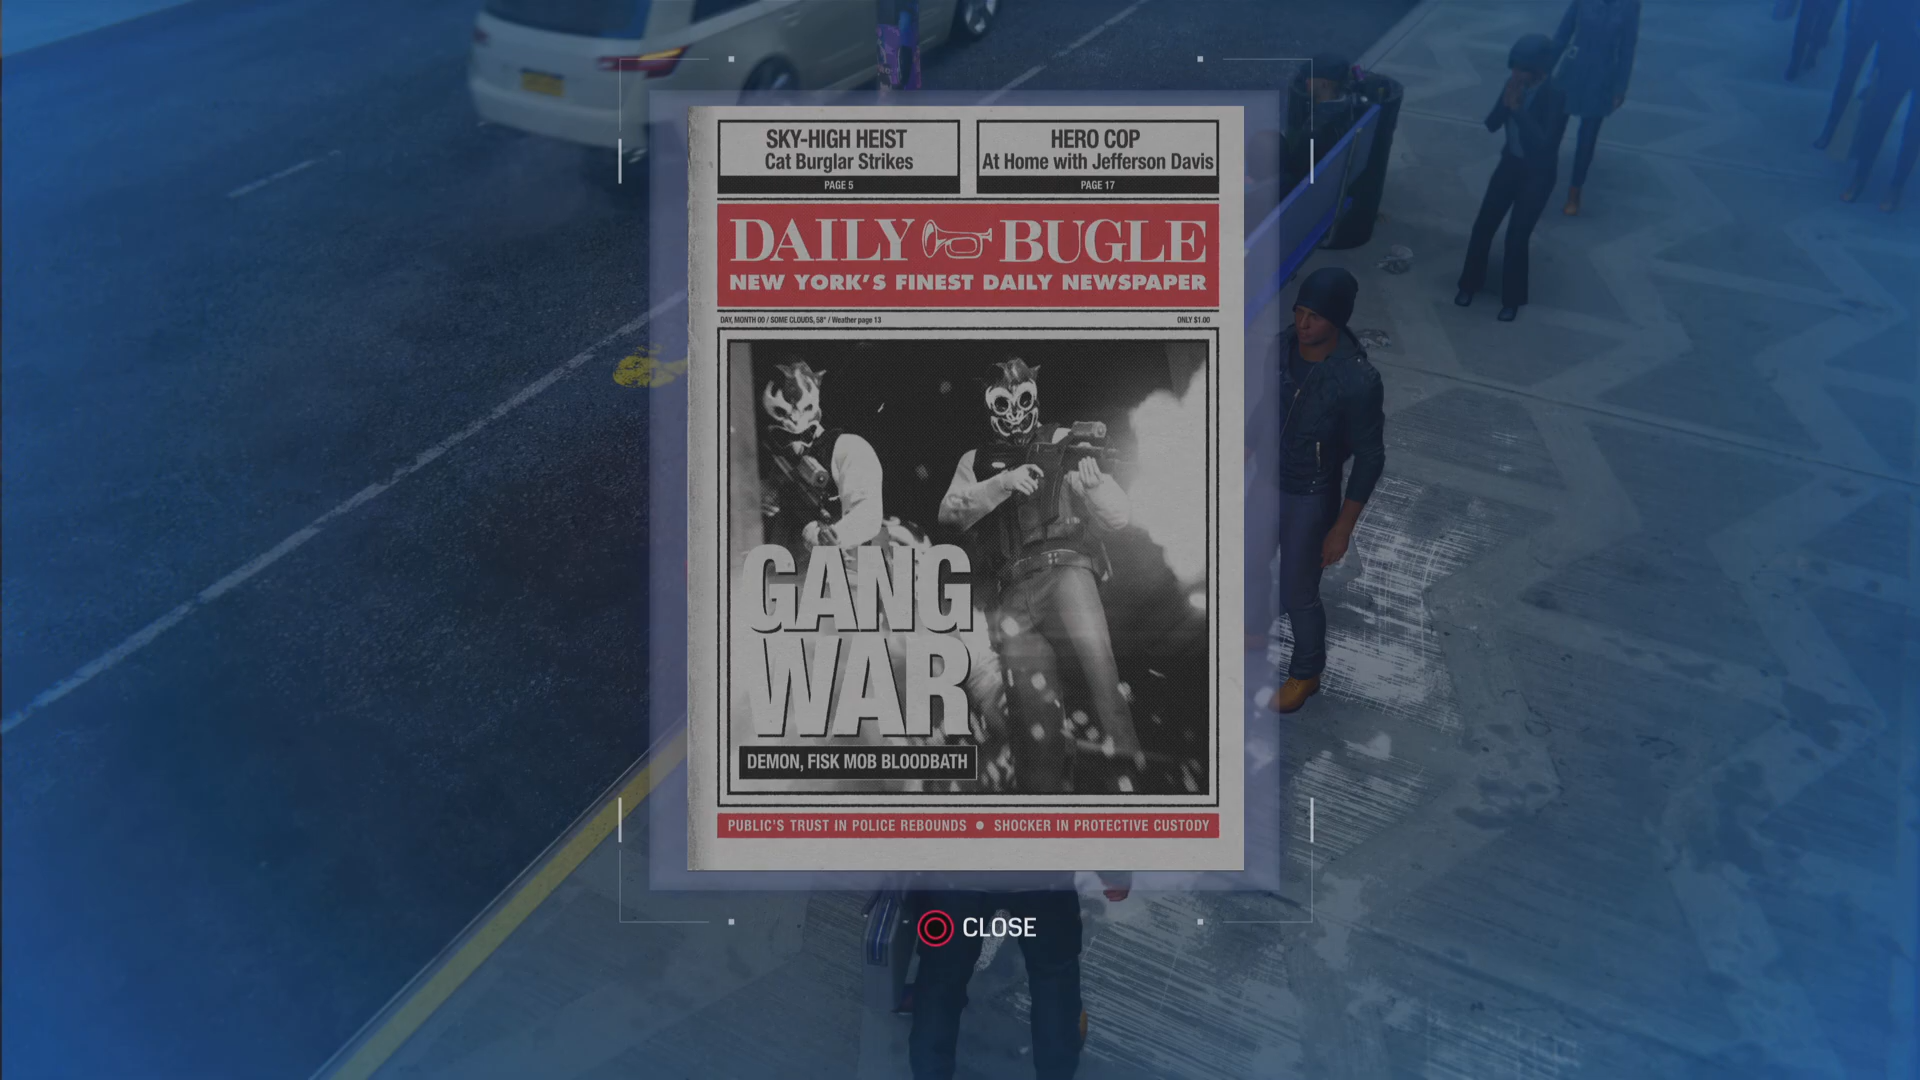 SKY-HIGH HEIST
Cat Burglar Strikes
PAGE 5
HERO COP
At Home with Jefferson Davis
PAGE 17
DAILY BUGLE
NEW YORK'S FINEST DAILY NEWSPAPER
DAY, MONTH 00 / SOME CLOUDS, 58° / Weather page 13
ONLY $1.00
GANG
WAR
DEMON, FISK MOB BLOODBATH
PUBLIC'S TRUST IN POLICE REBOUNDS ● SHOCKER IN PROTECTIVE CUSTODY
CLOSE